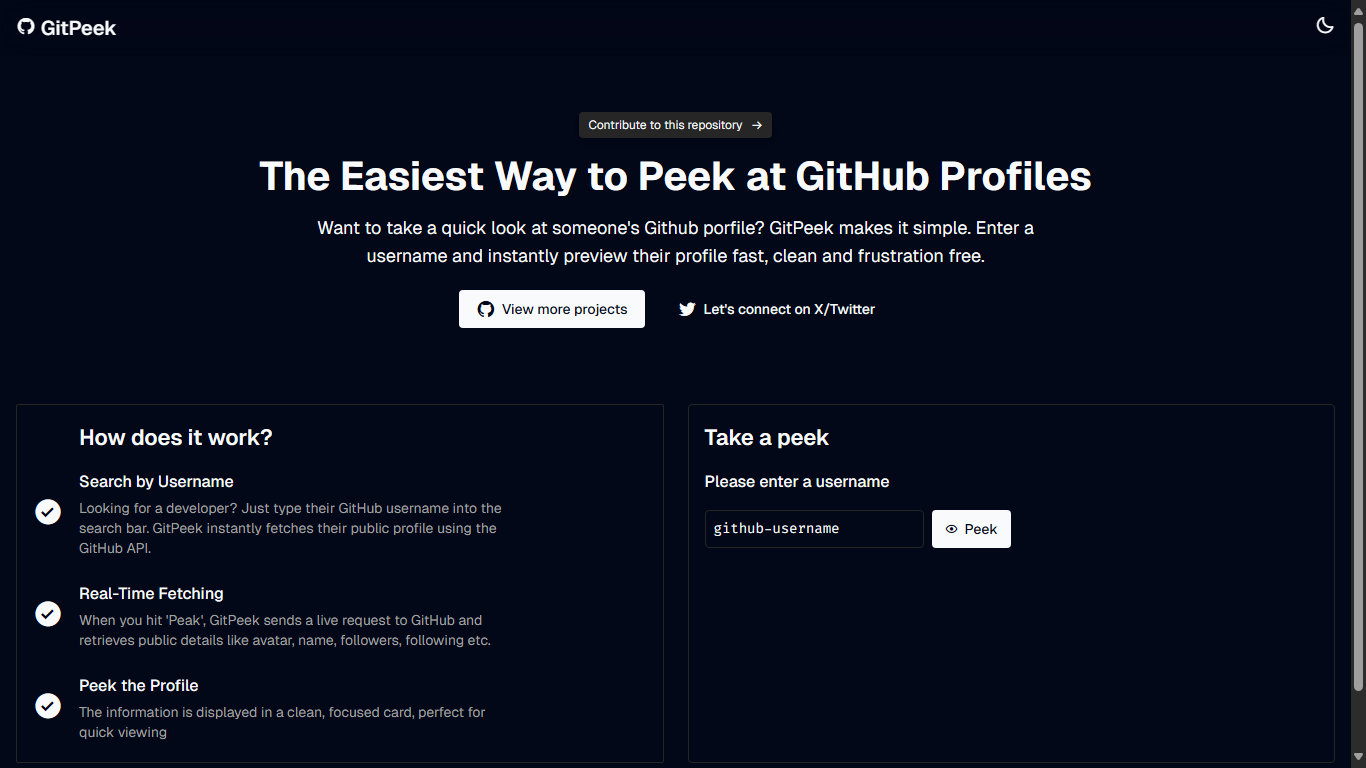 GitPeek
Contribute to this repository →
The Easiest Way to Peek at GitHub Profiles
Want to take a quick look at someone's Github porfile? GitPeek makes it simple. Enter a
username and instantly preview their profile fast, clean and frustration free.
View more projects
Let's connect on X/Twitter
How does it work?
Search by Username
Looking for a developer? Just type their GitHub username into the
search bar. GitPeek instantly fetches their public profile using the
GitHub API.
Real-Time Fetching
When you hit 'Peak', GitPeek sends a live request to GitHub and
retrieves public details like avatar, name, followers, following etc.
Peek the Profile
The information is displayed in a clean, focused card, perfect for
quick viewing
Take a peek
Please enter a username
github-username
Peek